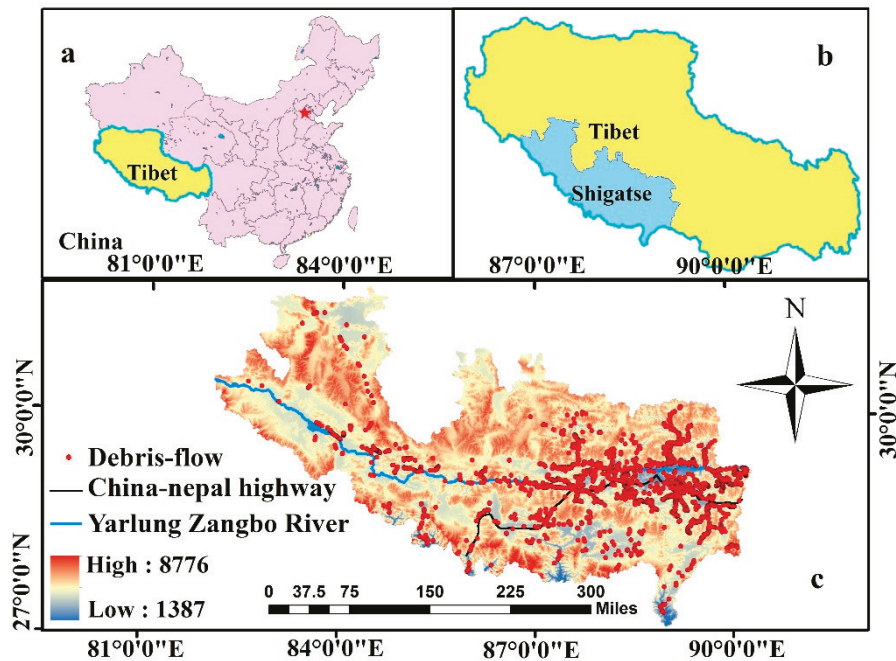 a
Tibet
China
b
Tibet
Shigatse
81°0'0"E
84°0'0"E
87°0'0"E
90°0'0"E
N
30°0'0"N
30°0'0"N
Debris-flow
China-nepal highway
Yarlung Zangbo River
High : 8776
Low : 1387
27°0'0"N
27°0'0"N
c
0 37.5 75 150 225 300
Miles
81°0'0"E
84°0'0"E
87°0'0"E
90°0'0"E